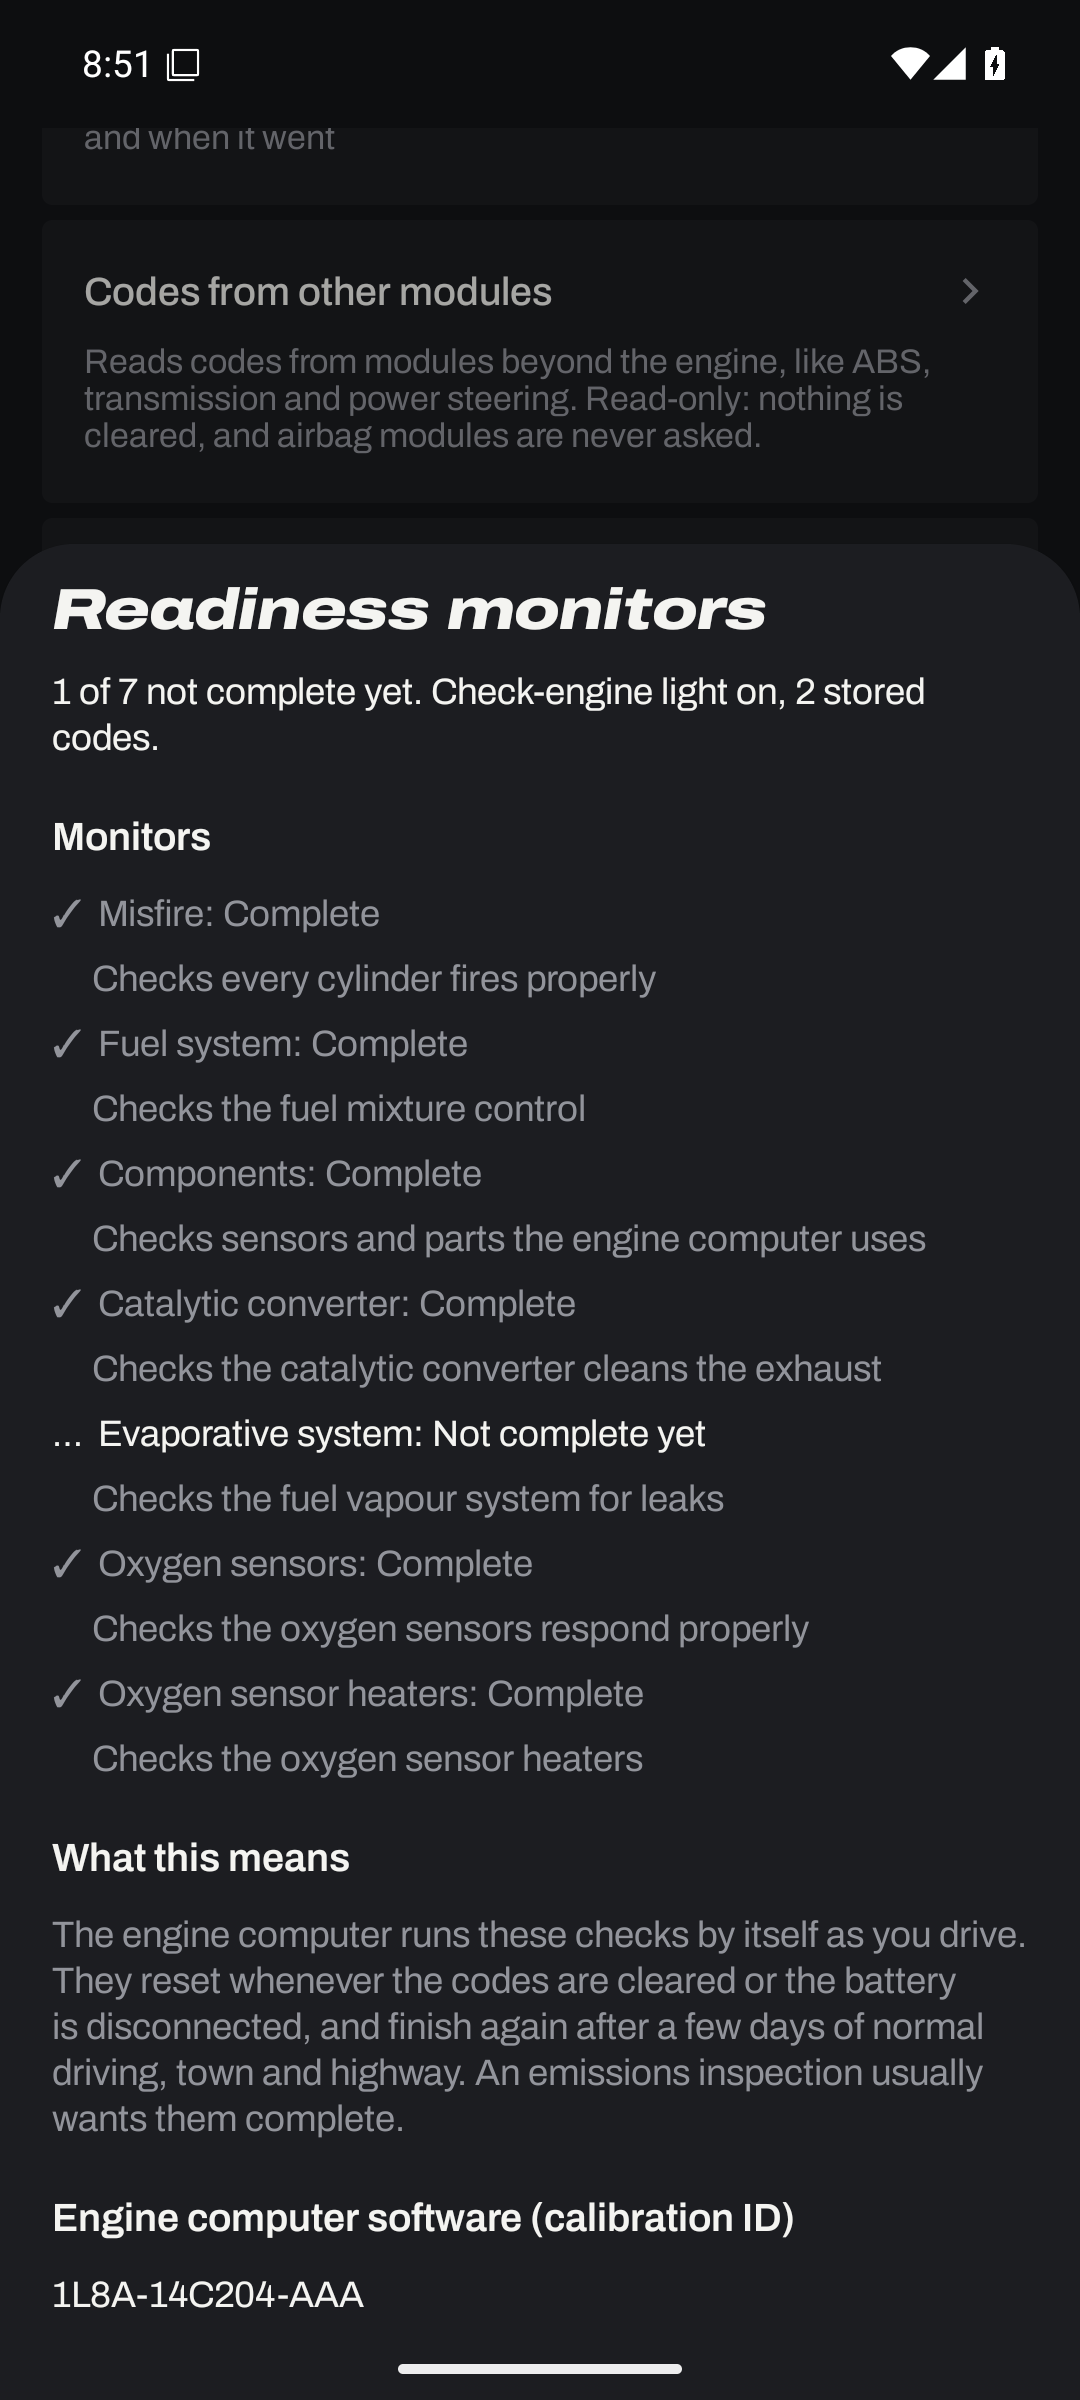 8:51
and when it went
Codes from other modules
Reads codes from modules beyond the engine, like ABS,
transmission and power steering. Read-only: nothing is
cleared, and airbag modules are never asked.
Readiness monitors
1 of 7 not complete yet. Check-engine light on, 2 stored
codes.
Monitors
✓ Misfire: Complete
Checks every cylinder fires properly
✓ Fuel system: Complete
Checks the fuel mixture control
✓ Components: Complete
Checks sensors and parts the engine computer uses
✓ Catalytic converter: Complete
Checks the catalytic converter cleans the exhaust
... Evaporative system: Not complete yet
Checks the fuel vapour system for leaks
✓ Oxygen sensors: Complete
Checks the oxygen sensors respond properly
✓ Oxygen sensor heaters: Complete
Checks the oxygen sensor heaters
What this means
The engine computer runs these checks by itself as you drive.
They reset whenever the codes are cleared or the battery
is disconnected, and finish again after a few days of normal
driving, town and highway. An emissions inspection usually
wants them complete.
Engine computer software (calibration ID)
1L8A-14C204-AAA